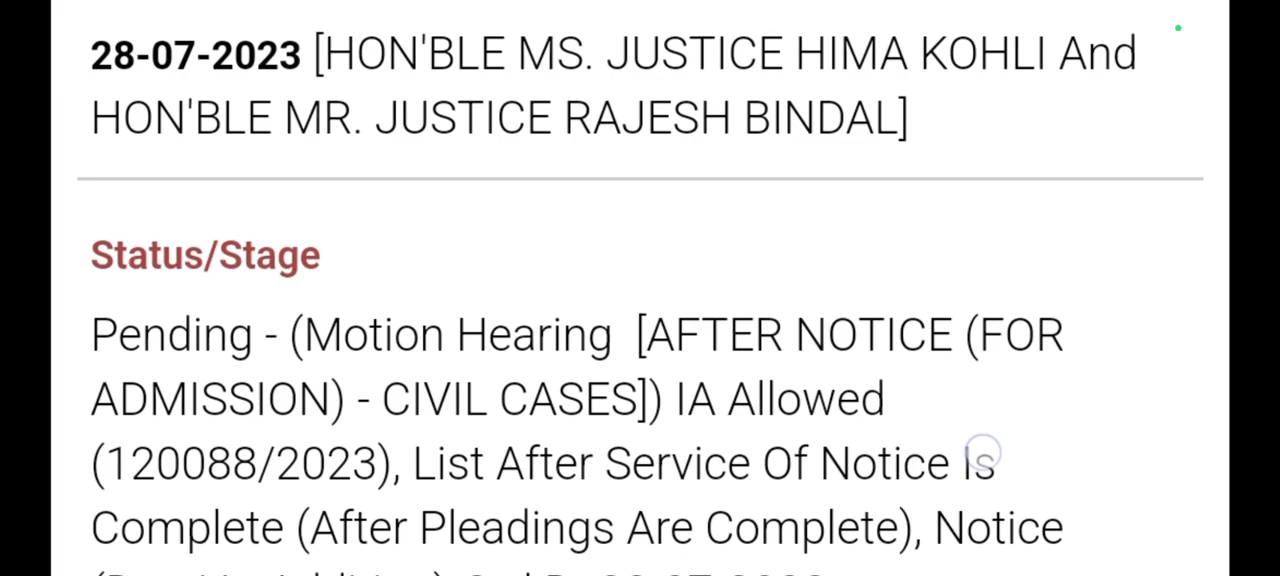 28-07-2023 [HON'BLE MS. JUSTICE HIMA KOHLI And
HON'BLE MR. JUSTICE RAJESH BINDAL]
Status/Stage
Pending - (Motion Hearing [AFTER NOTICE (FOR
ADMISSION) - CIVIL CASES]) IA Allowed
(120088/2023), List After Service Of Notice Is
Complete (After Pleadings Are Complete), Notice